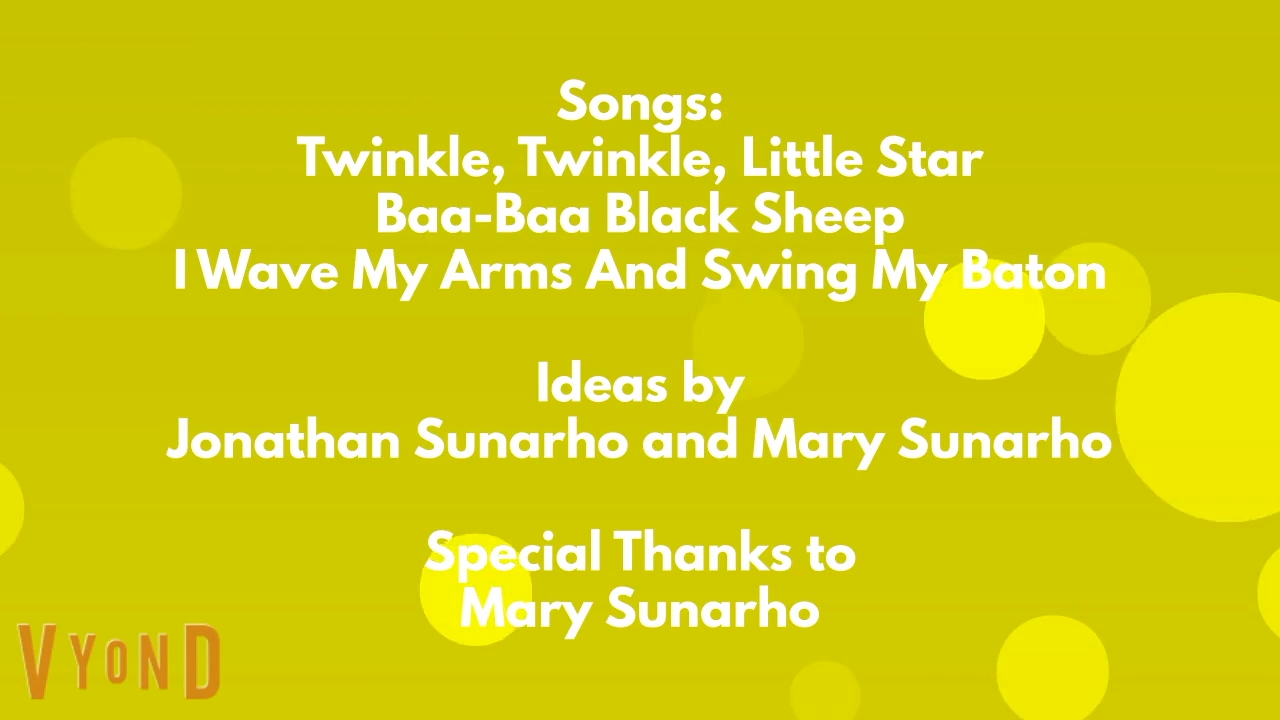 Songs:
Twinkle, Twinkle, Little Star
Baa-Baa Black Sheep
I Wave My Arms And Swing My Baton
Ideas by
Jonathan Sunarho and Mary Sunarho
Special Thanks to
Mary Sunarho
VYOND